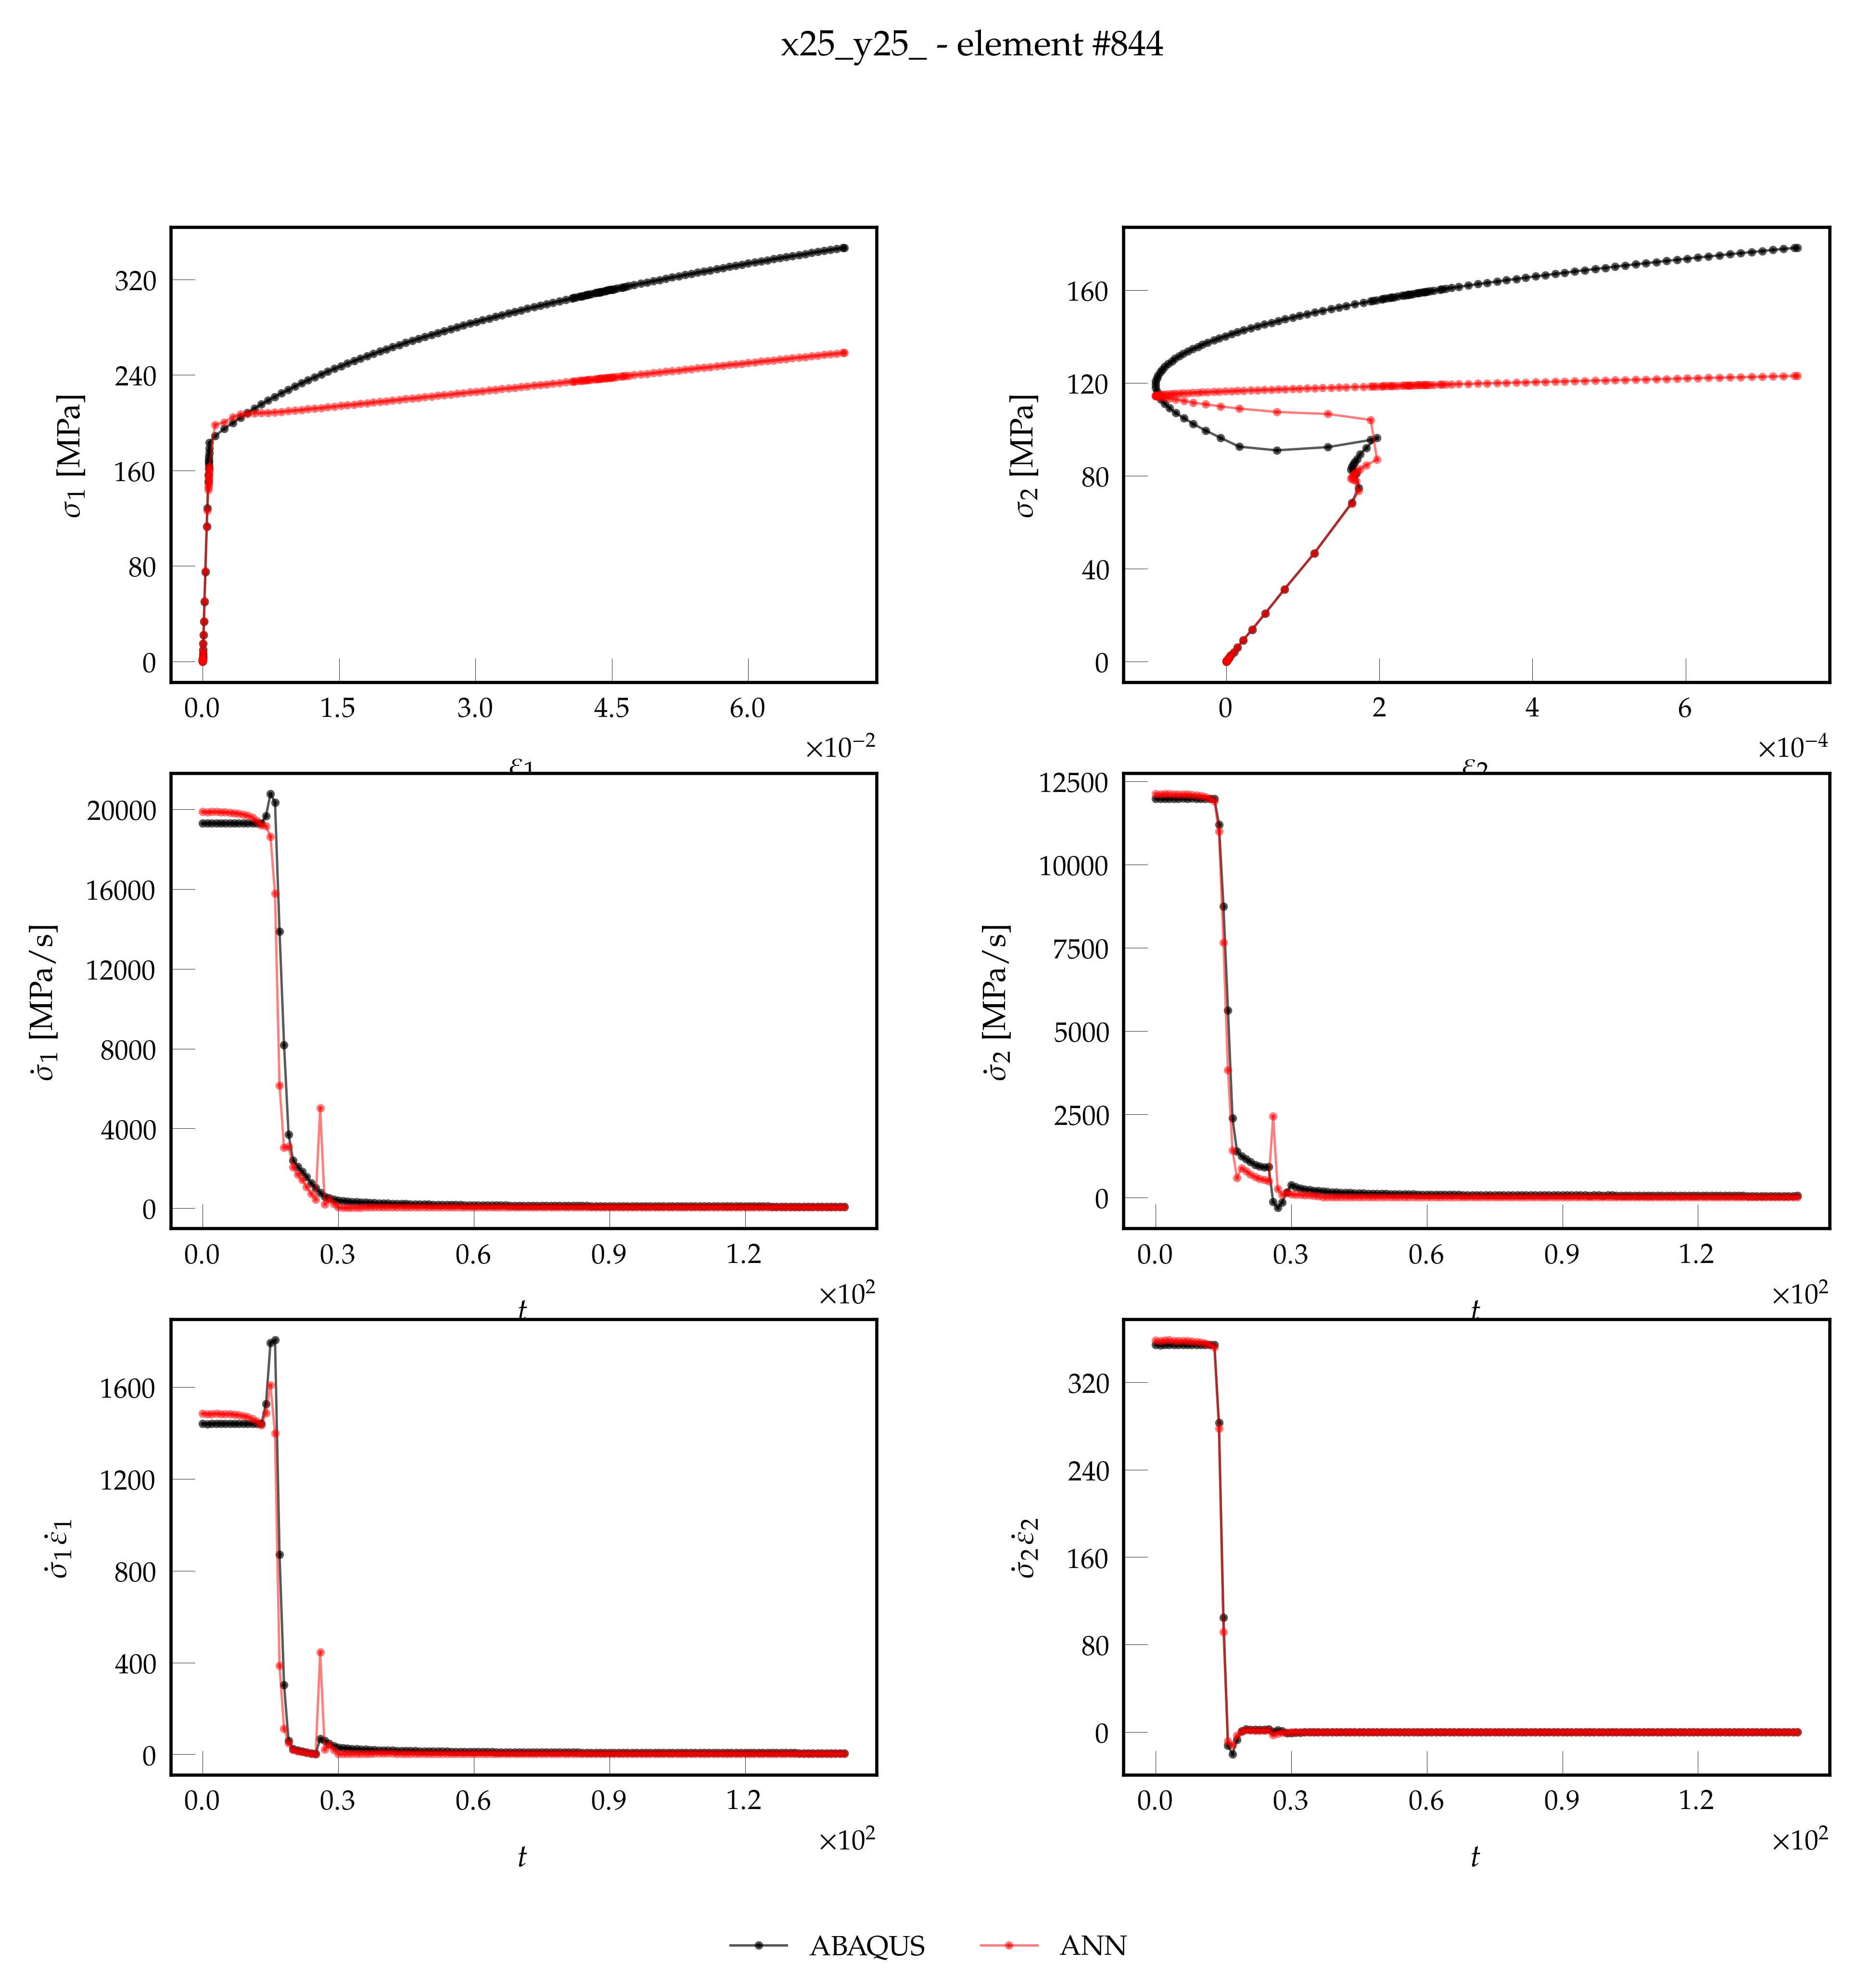 x25_y25_ - element #844
σ₁ [MPa]
320
240
160
80
0
0.0 1.5 3.0 4.5 6.0
×10⁻²
ε₁
σ₂ [MPa]
160
120
80
40
0
0 2 4 6
×10⁻⁴
ε₂
σ̇₁ [MPa/s]
20000
16000
12000
8000
4000
0
0.0 0.3 0.6 0.9 1.2
×10²
t
σ̇₂ [MPa/s]
12500
10000
7500
5000
2500
0
0.0 0.3 0.6 0.9 1.2
×10²
t
σ̇₁ε̇₁
1600
1200
800
400
0
0.0 0.3 0.6 0.9 1.2
×10²
t
σ̇₂ε̇₂
320
240
160
80
0
0.0 0.3 0.6 0.9 1.2
×10²
t
ABAQUS ANN